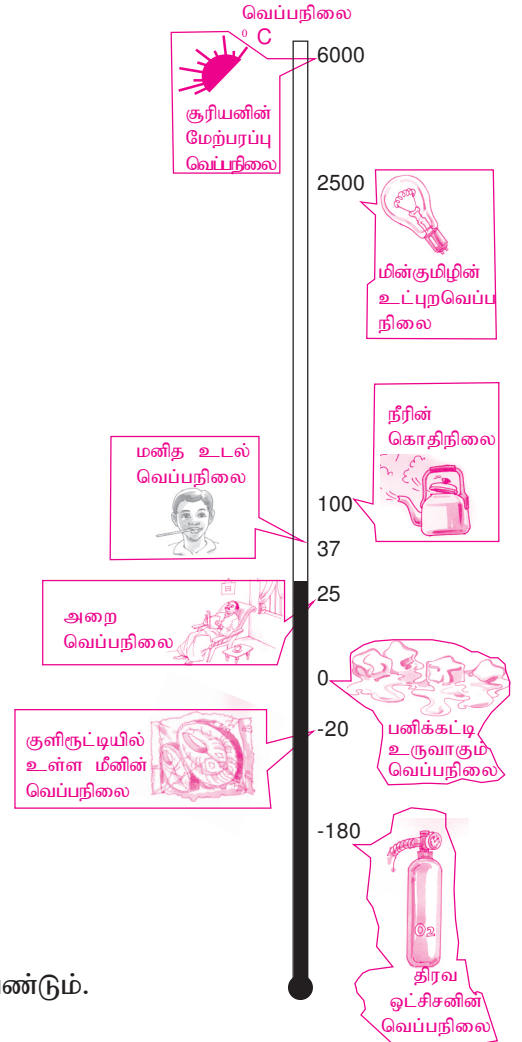 வெப்பநிலை
0 C
6000
சூரியனின்
மேற்பரப்பு
வெப்பநிலை
2500
மின்குமிழின்
உட்புறவெப்ப
நிலை
நீரின்
கொதிநிலை
மனித உடல்
வெப்பநிலை
100
37
25
அறை
வெப்பநிலை
0
பனிக்கட்டி
உருவாகும்
வெப்பநிலை
-20
குளிரூட்டியில்
உள்ள மீனின்
வெப்பநிலை
-180
O2
திரவ
ஒட்சிசனின்
வெப்பநிலை
ண்டும்.